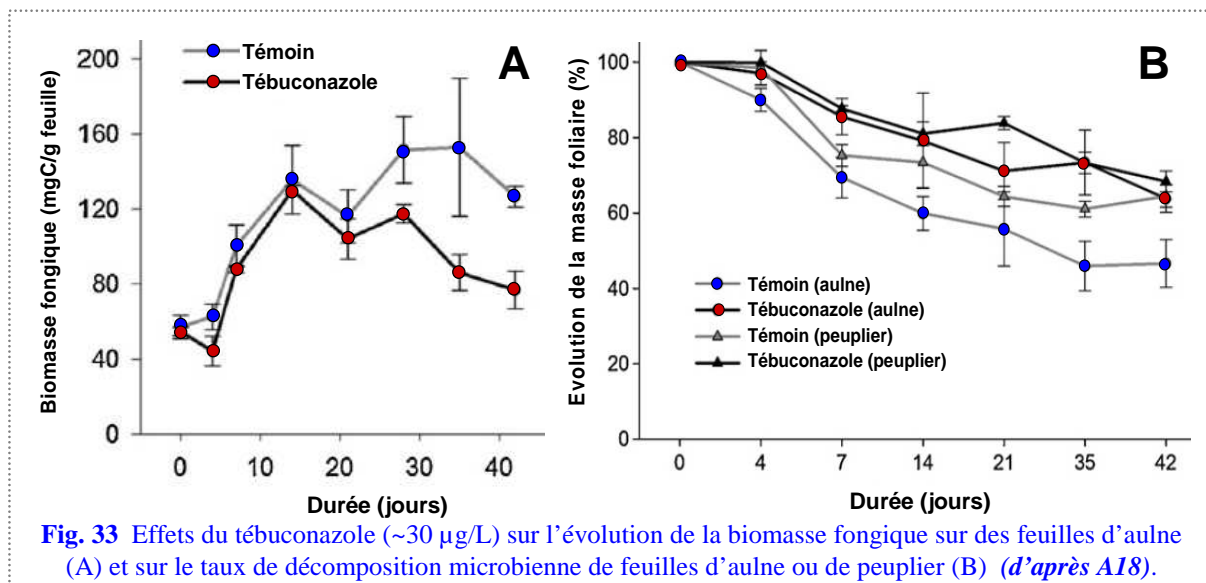 Témoin
Tébuconazole
A
200
160
120
80
40
0
0
10
20
30
40
Biomasse fongique (mgC/g feuille)
Durée (jours)
B
100
80
60
40
20
0
0
4
7
14
21
35
42
Evolution de la masse foliaire (%)
Témoin (aulne)
Tébuconazole (aulne)
Témoin (peuplier)
Tébuconazole (peuplier)
Durée (jours)
Fig. 33 Effets du tébuconazole (~30 µg/L) sur l'évolution de la biomasse fongique sur des feuilles d'aulne
(A) et sur le taux de décomposition microbienne de feuilles d'aulne ou de peuplier (B) (d'après A18).